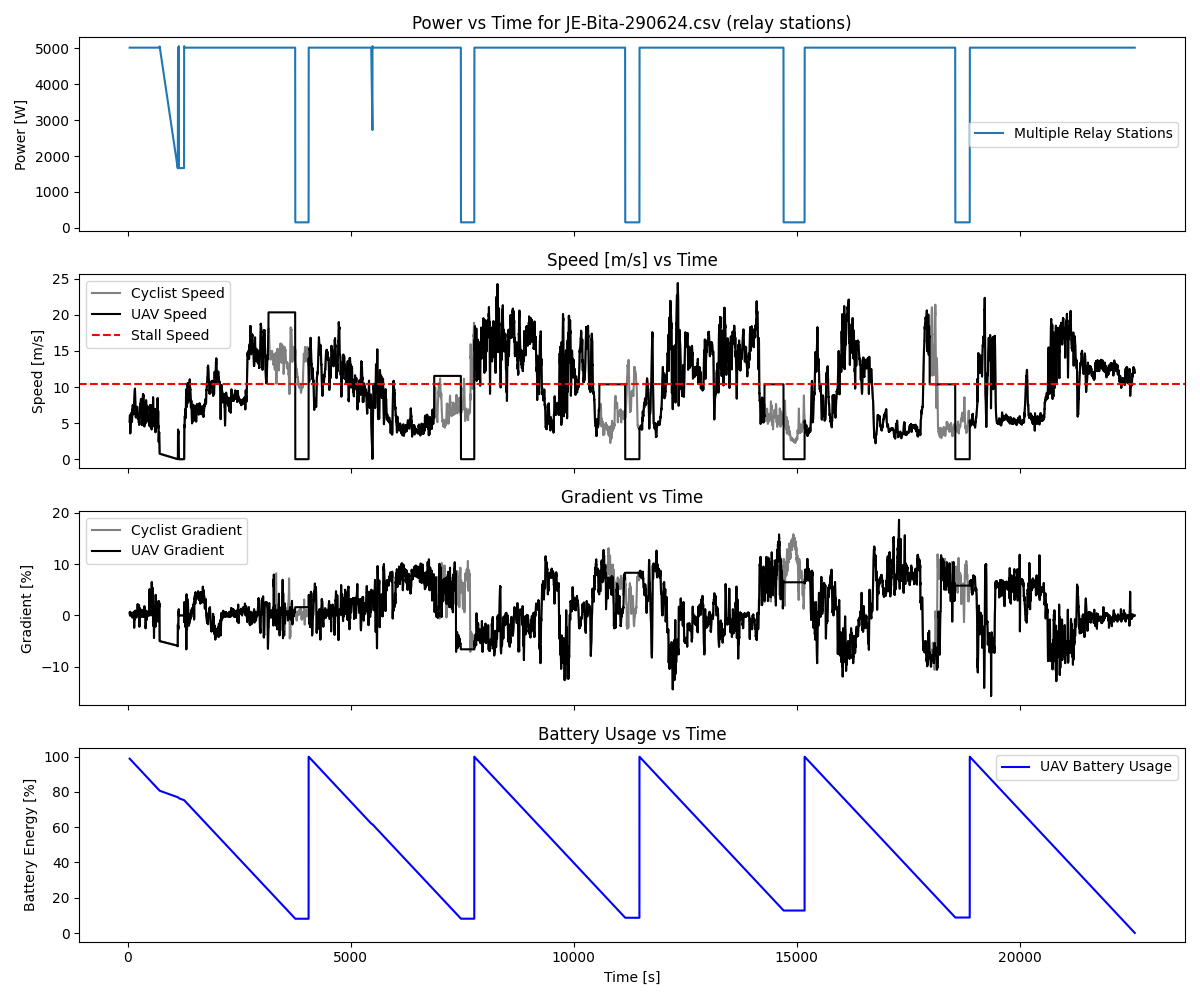 Power vs Time for JE-Bita-290624.csv (relay stations)
5000
4000
3000
2000
1000
0
Power [W]
Multiple Relay Stations
Speed [m/s] vs Time
25
20
15
10
5
0
Speed [m/s]
Cyclist Speed
UAV Speed
Stall Speed
Gradient vs Time
20
10
0
−10
Gradient [%]
Cyclist Gradient
UAV Gradient
Battery Usage vs Time
100
80
60
40
20
0
Battery Energy [%]
UAV Battery Usage
0 5000 10000 15000 20000
Time [s]